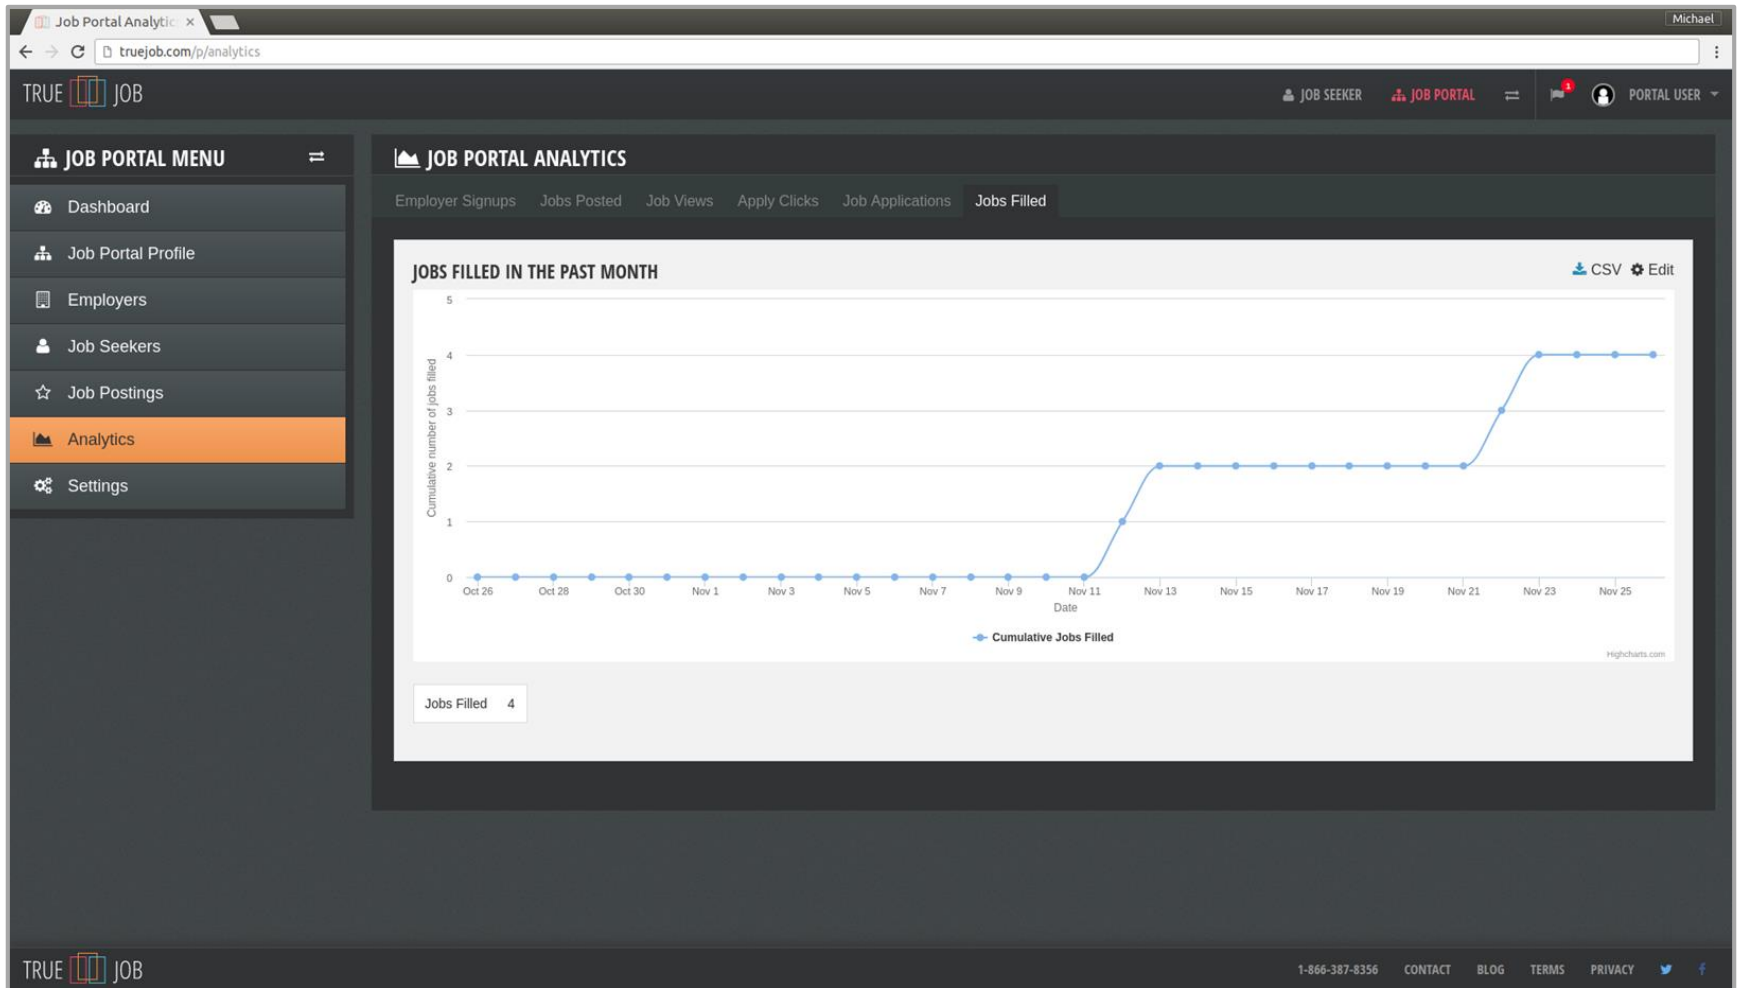 Job Portal Analytic
Michael
truejob.com/p/analytics
TRUE JOB
JOB SEEKER
JOB PORTAL
1
PORTAL USER
JOB PORTAL MENU
Dashboard
Job Portal Profile
Employers
Job Seekers
Job Postings
Analytics
Settings
JOB PORTAL ANALYTICS
Employer Signups Jobs Posted Job Views Apply Clicks Job Applications Jobs Filled
JOBS FILLED IN THE PAST MONTH
CSV Edit
Cumulative number of jobs filled
5
4
3
2
1
0
Oct 26 Oct 28 Oct 30 Nov 1 Nov 3 Nov 5 Nov 7 Nov 9 Nov 11 Nov 13 Nov 15 Nov 17 Nov 19 Nov 21 Nov 23 Nov 25
Date
Cumulative Jobs Filled
Highcharts.com
Jobs Filled 4
TRUE JOB
1-866-387-8356 CONTACT BLOG TERMS PRIVACY